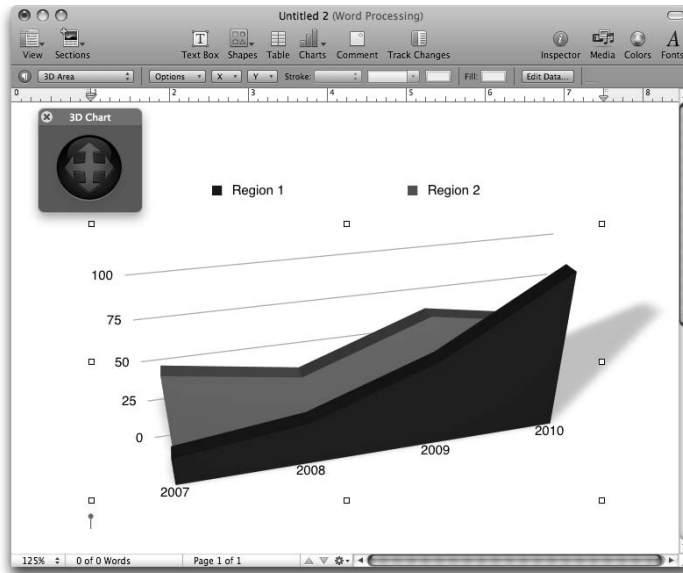 Untitled 2 (Word Processing)
View Sections Text Box Shapes Table Charts Comment Track Changes Inspector Media Colors Fonts
3D Area Options X Y Stroke: Fill: Edit Data...
0 1 2 3 4 5 6 7 8
3D Chart
Region 1 Region 2
100
75
50
25
0
2007 2008 2009 2010
125% 0 of 0 Words Page 1 of 1